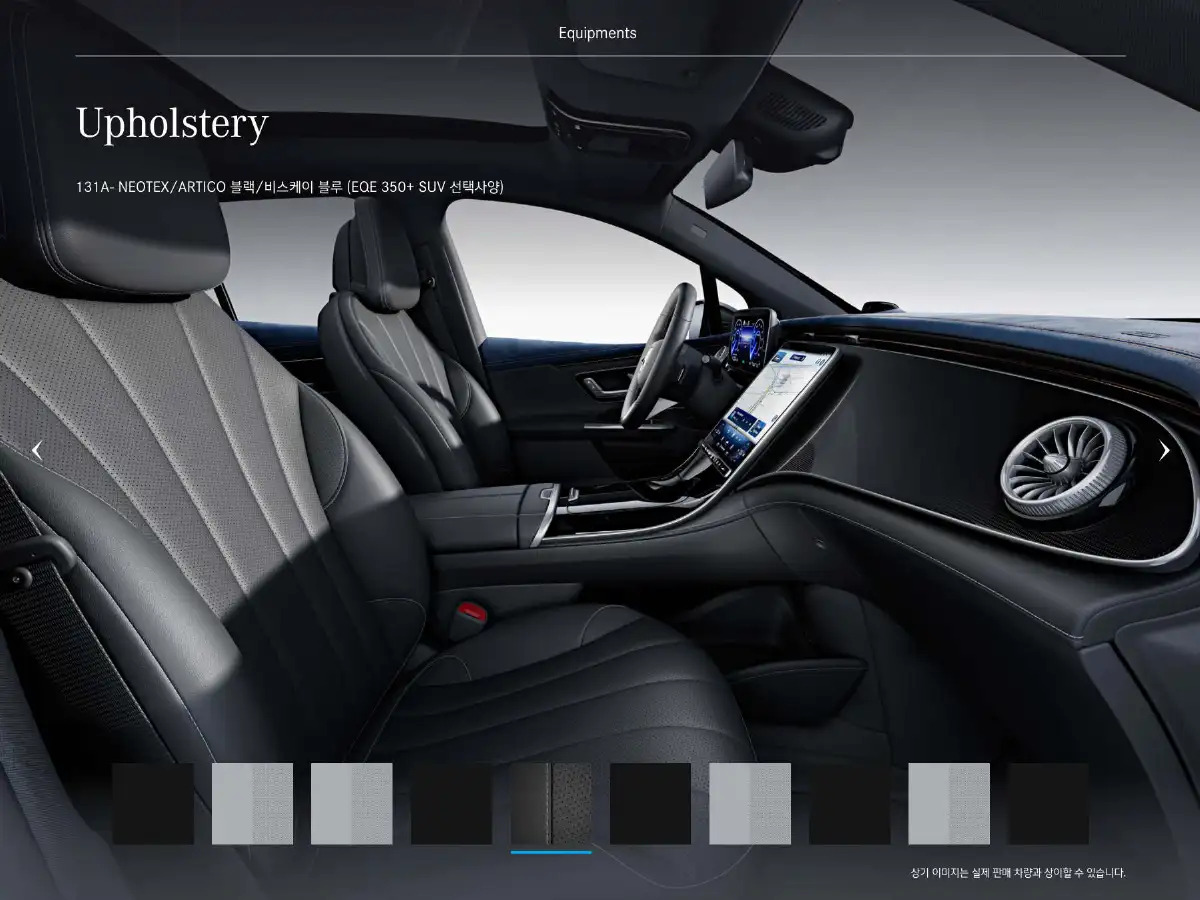 Equipments
Upholstery
131A- NEOTEX/ARTICO 블랙/비스케이 블루 (EQE 350+ SUV 선택사양)
상기 이미지는 실제 판매 차량과 상이할 수 있습니다.